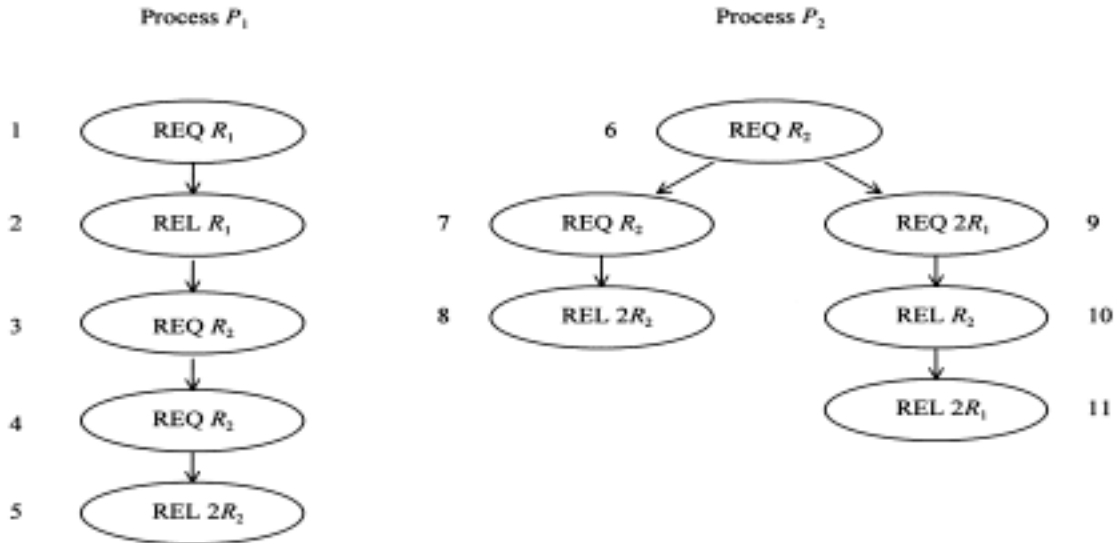 Process P₁
Process P₂
1
REQ R₁
6
REQ R₂
2
REL R₁
7
REQ R₂
REQ 2R₁
9
3
REQ R₂
8
REL 2R₂
REL R₂
10
4
REQ R₂
REL 2R₁
11
5
REL 2R₂